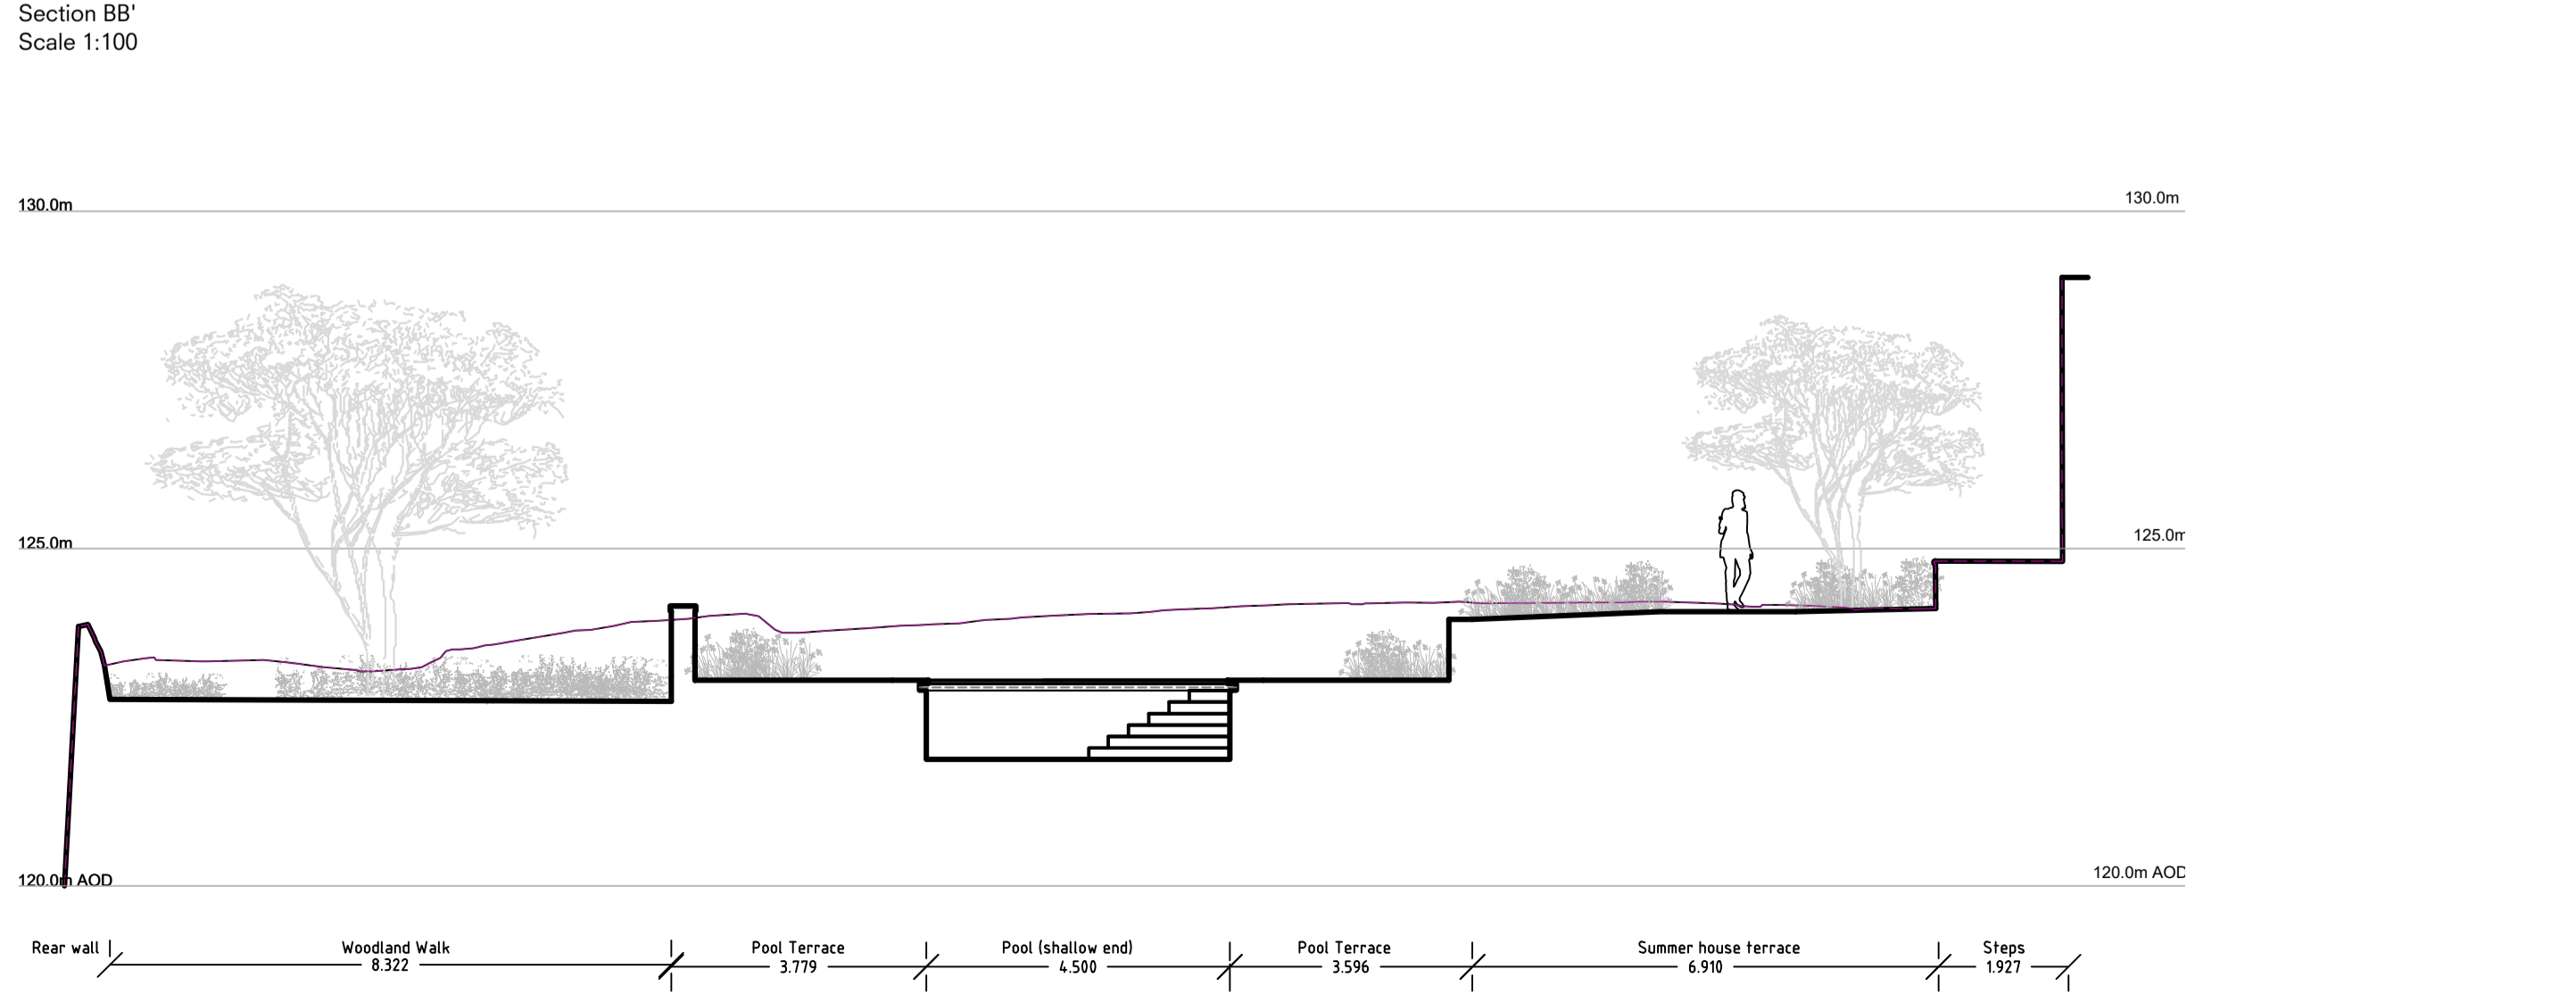 Section BB'
Scale 1:100
130.0m 130.0m
125.0m 125.0m
120.0m AOD 120.0m AOD
Rear wall Woodland Walk Pool Terrace Pool (shallow end) Pool Terrace Summer house terrace Steps
8.322 3.779 4.500 3.596 6.910 1.927